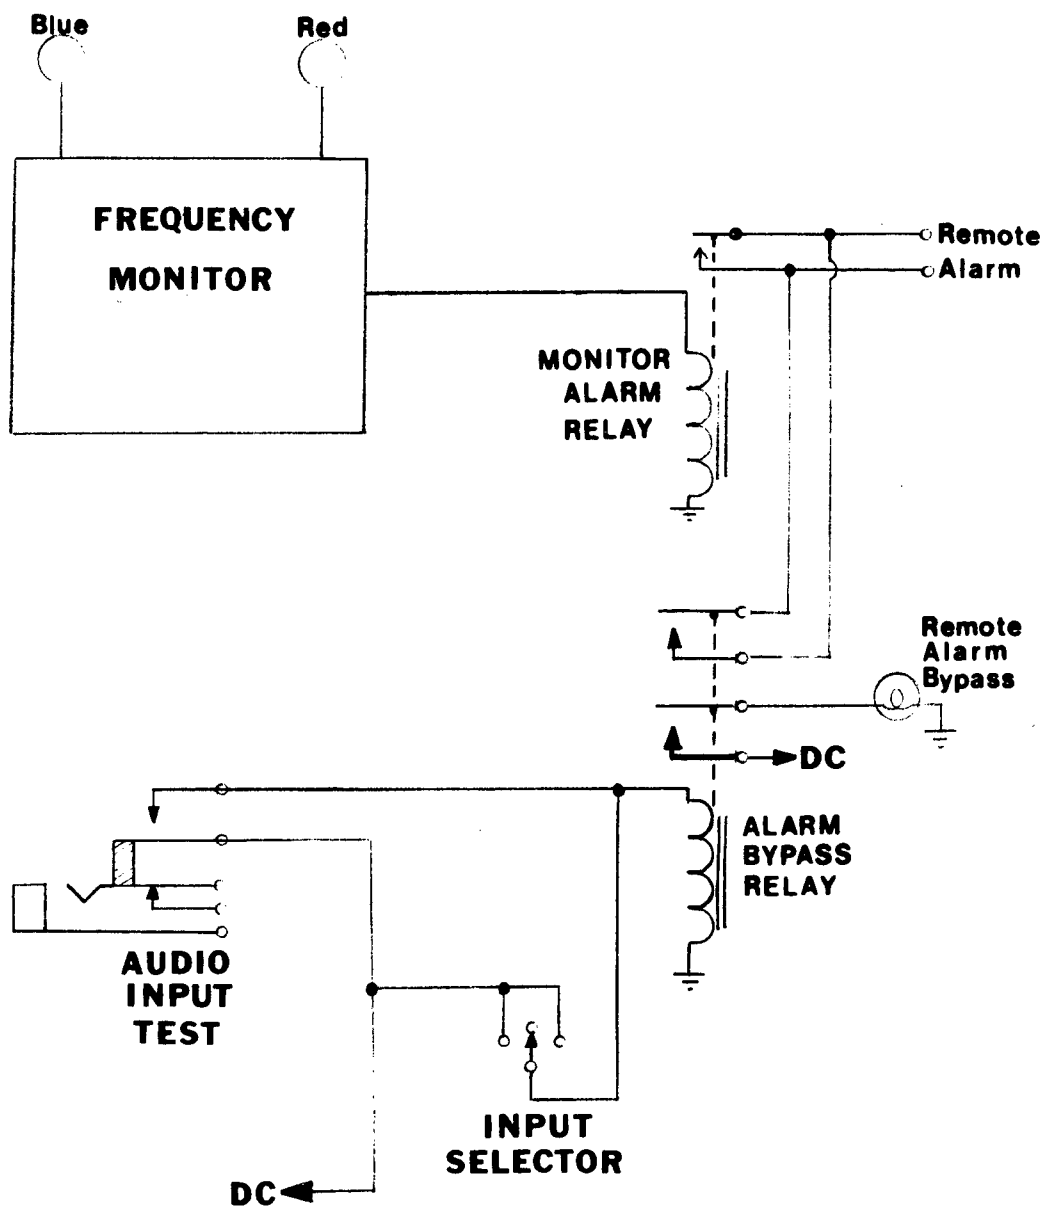 Blue
Red
FREQUENCY
MONITOR
Remote
Alarm
MONITOR
ALARM
RELAY
Remote
Alarm
Bypass
DC
ALARM
BYPASS
RELAY
AUDIO
INPUT
TEST
INPUT
SELECTOR
DC